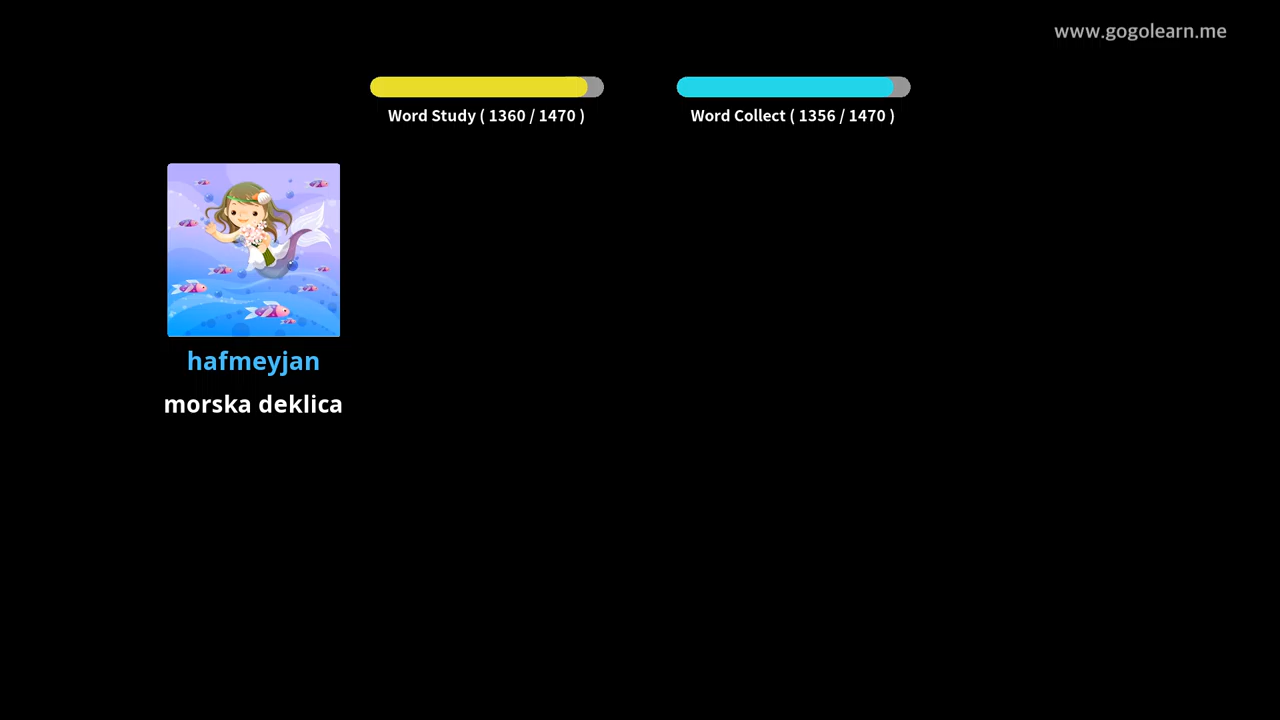 www.gogolearn.me
Word Study ( 1360 / 1470 )
Word Collect ( 1356 / 1470 )
hafmeyjan
morska deklica